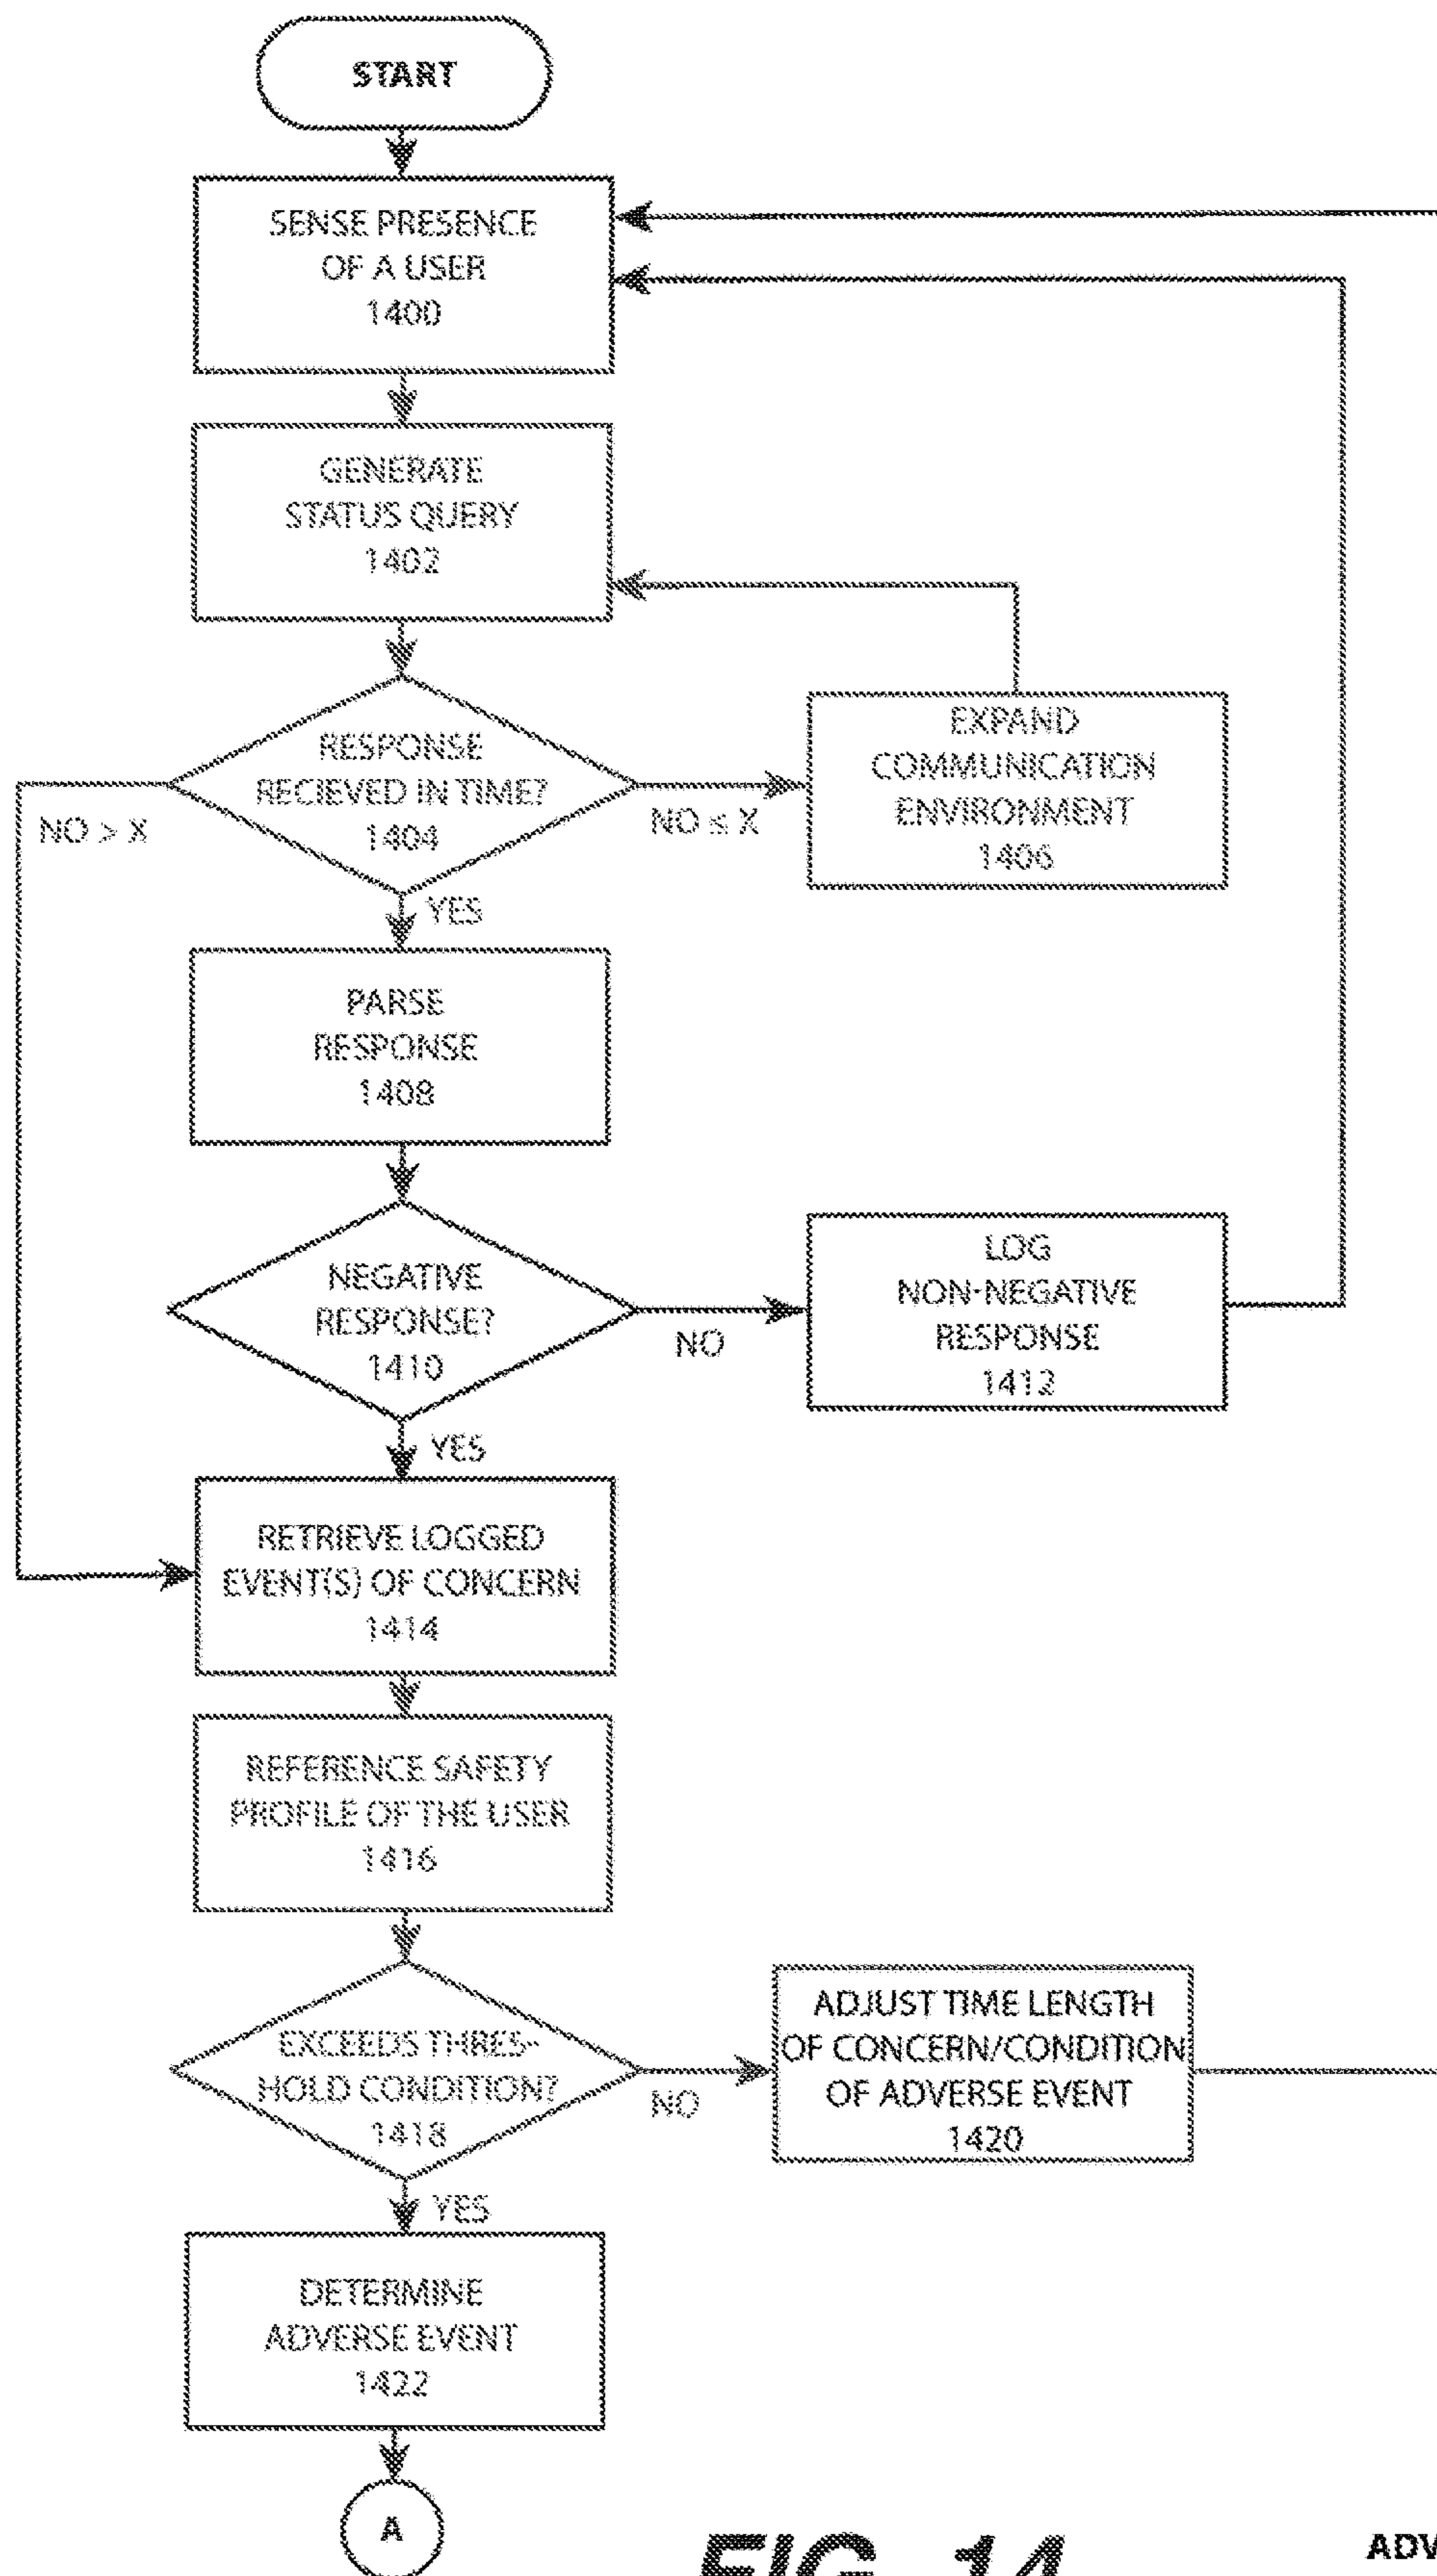 START
SENSE PRESENCE
OF A USER
1400
GENERATE
STATUS QUERY
1402
RESPONSE
RECIEVED IN TIME?
1404
NO > X
NO ≤ X
EXPAND
COMMUNICATION
ENVIRONMENT
1406
YES
PARSE
RESPONSE
1408
NEGATIVE
RESPONSE?
1410
NO
LOG
NON-NEGATIVE
RESPONSE
1412
YES
RETRIEVE LOGGED
EVENT(S) OF CONCERN
1414
REFERENCE SAFETY
PROFILE OF THE USER
1416
EXCEEDS THRES-
HOLD CONDITION?
1418
NO
ADJUST TIME LENGTH
OF CONCERN/CONDITION
OF ADVERSE EVENT
1420
YES
DETERMINE
ADVERSE EVENT
1422
A
FIG. 14
ADV